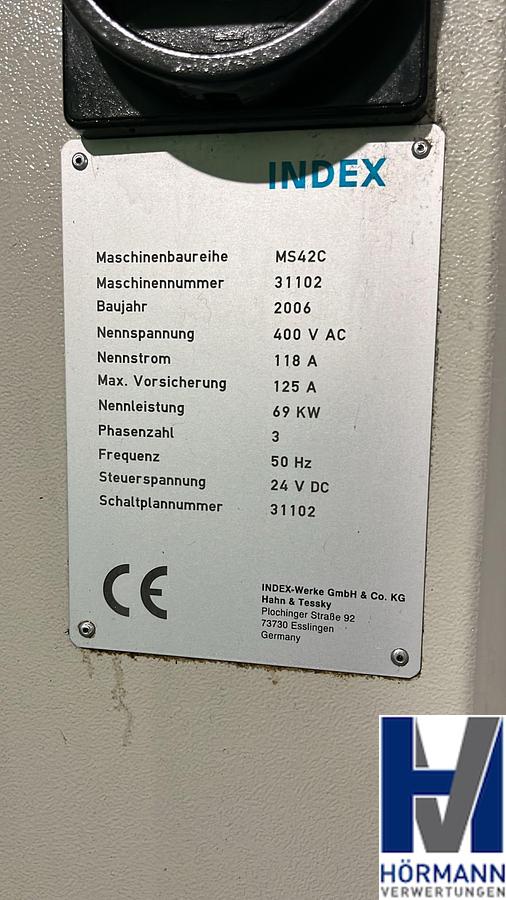 INDEX
Maschinenbaureihe MS42C
Maschinennummer 31102
Baujahr 2006
Nennspannung 400 V AC
Nennstrom 118 A
Max. Vorsicherung 125 A
Nennleistung 69 KW
Phasenzahl 3
Frequenz 50 Hz
Steuerspannung 24 V DC
Schaltplannummer 31102
CE
INDEX-Werke GmbH & Co. KG
Hahn & Tessky
Plochinger Straße 92
73730 Esslingen
Germany
HÖRMANN
VERWERTUNGEN